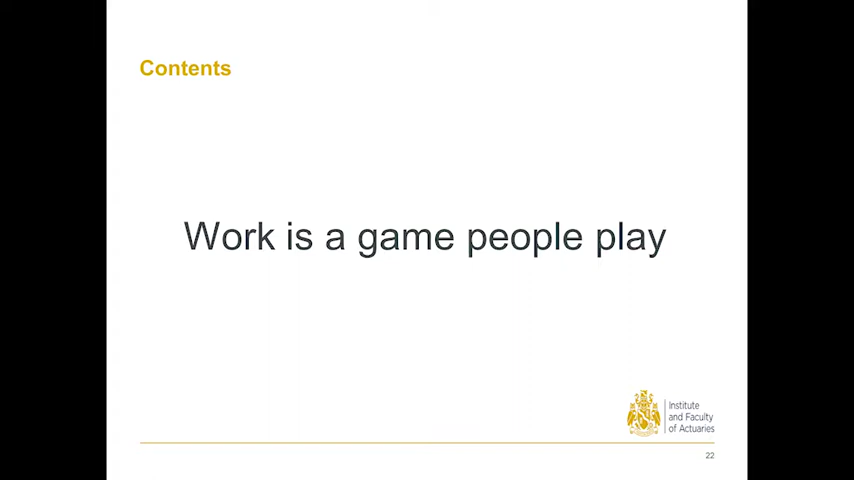 Contents
Work is a game people play
Institute
and Faculty
of Actuaries
22